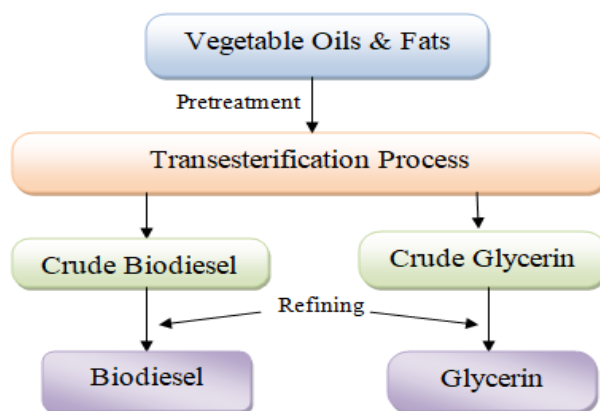 Vegetable Oils & Fats
Pretreatment
Transesterification Process
Crude Biodiesel
Crude Glycerin
Refining
Biodiesel
Glycerin